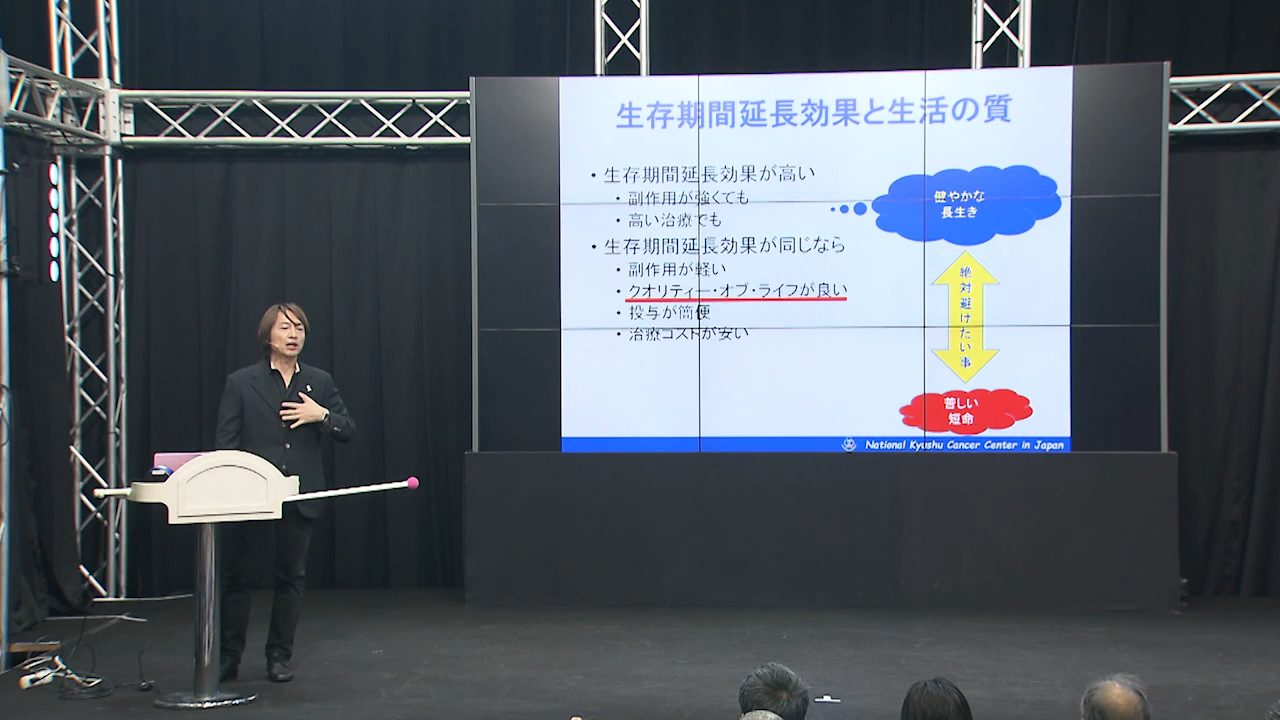 生存期間延長効果と生活の質
・生存期間延長効果が高い
・副作用が強くても
・高い治療でも
・生存期間延長効果が同じなら
・副作用が軽い
・クオリティー・オブ・ライフが良い
・投与が簡便
・治療コストが安い
健やかな
長生き
絶対避けたい事
苦しい
短命
National Kyushu Cancer Center in Japan